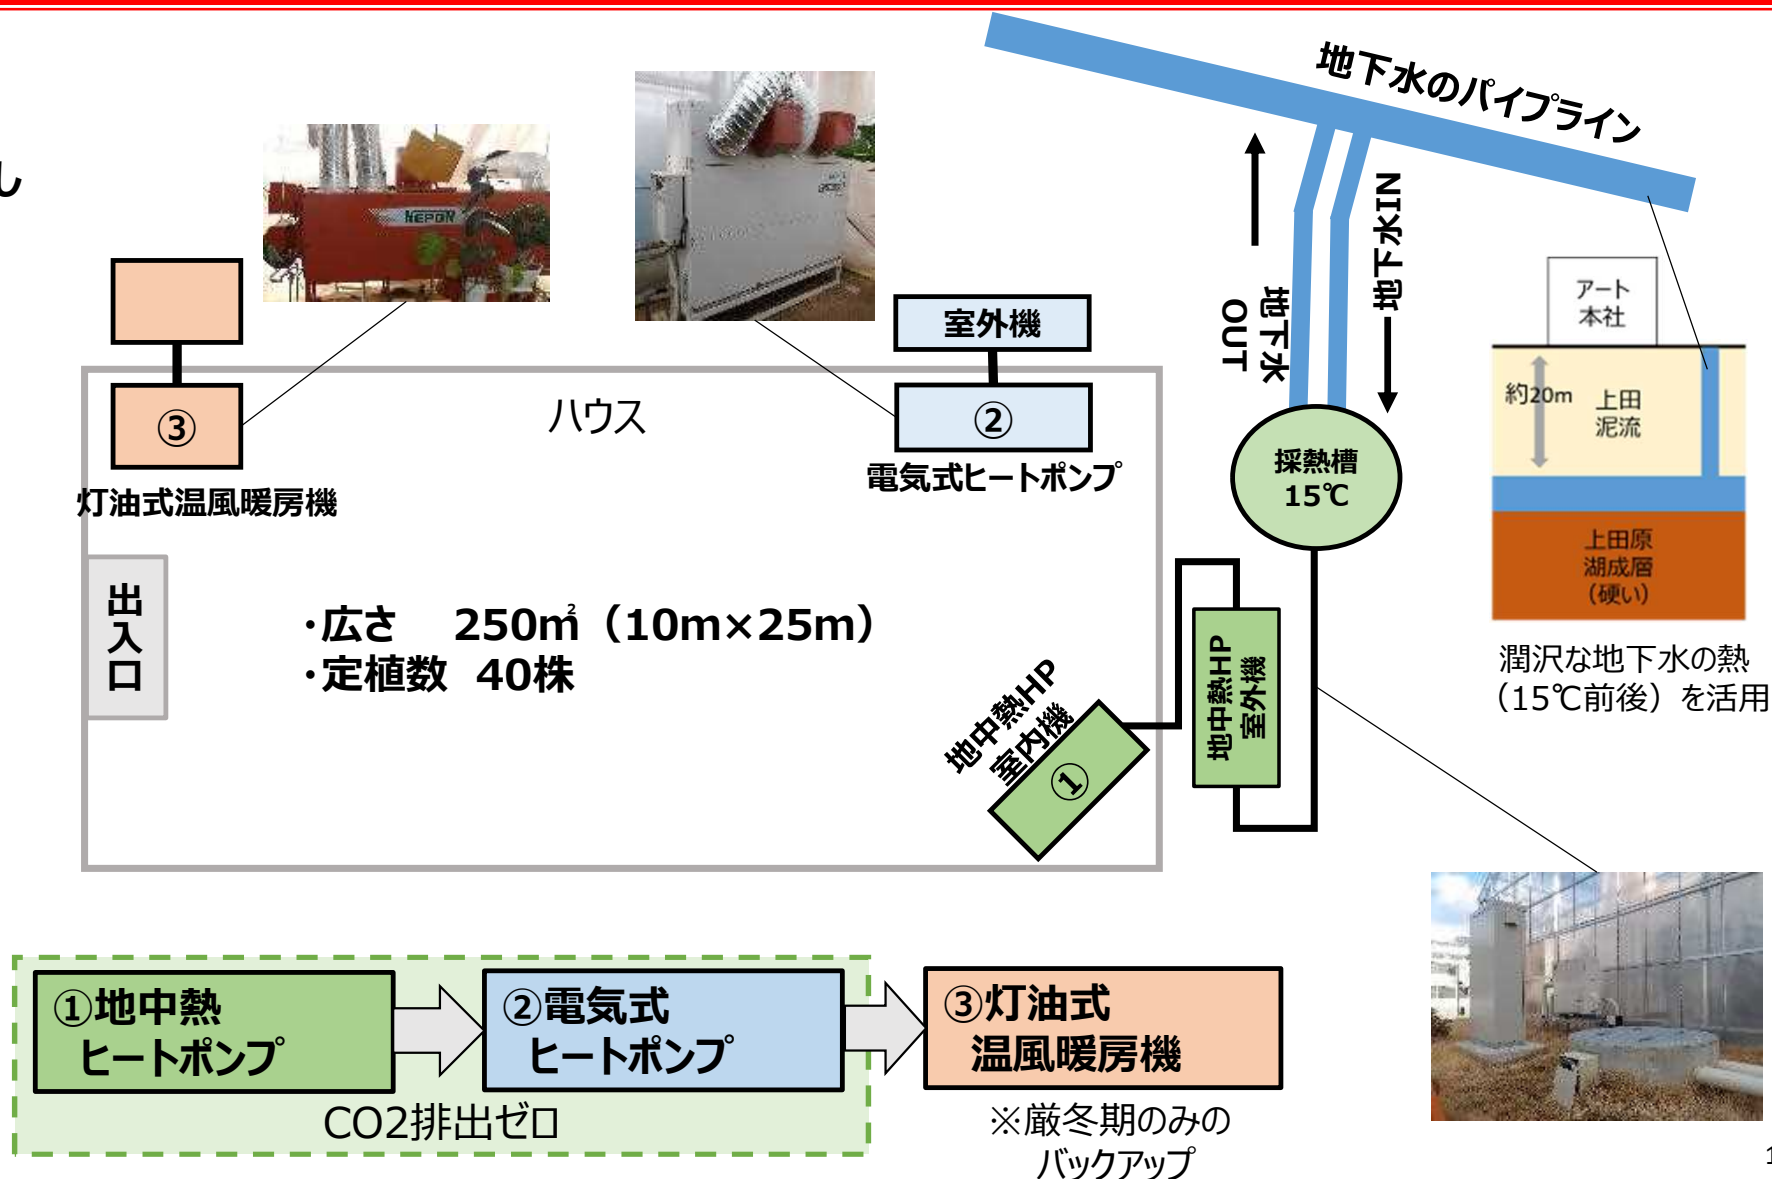 し
NEPON
地下水のパイプライン
室外機
地下水
OUT
地下水IN
アート
本社
約20m
上田
泥流
上田原
湖成層
(硬い)
潤沢な地下水の熱
（15℃前後）を活用
ハウス
③
灯油式温風暖房機
②
電気式ヒートポンプ
採熱槽
15℃
出入口
・広さ　250㎡（10m×25m）
・定植数　40株
地中熱HP
室内機
①
地中熱HP
室外機
①地中熱
ヒートポンプ
②電気式
ヒートポンプ
③灯油式
温風暖房機
CO2排出ゼロ
※厳冬期のみの
バックアップ
1